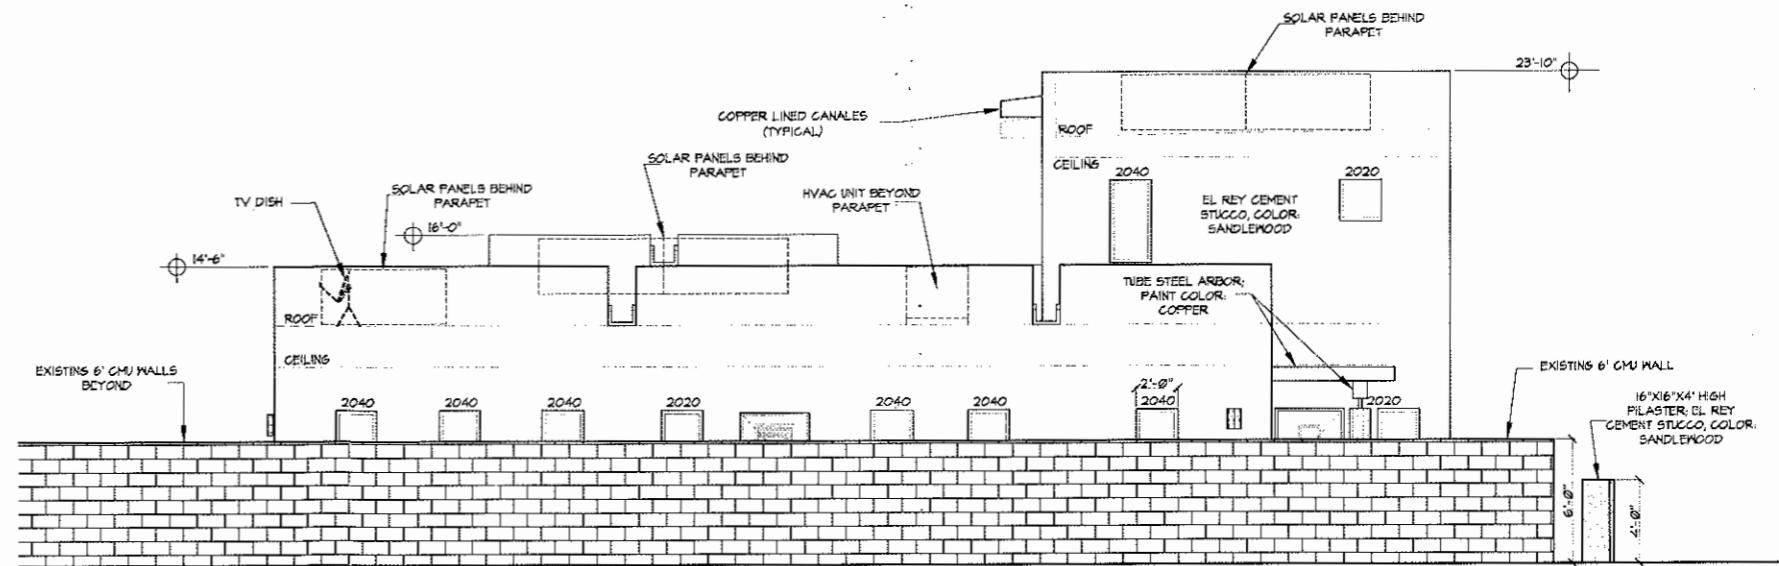 SOLAR PANELS BEHIND
PARAPET
23'-10"
COPPER LINED CANALES
(TYPICAL)
ROOF
CEILING
SOLAR PANELS BEHIND
PARAPET
2040
2020
SOLAR PANELS BEHIND
PARAPET
HVAC UNIT BEYOND
PARAPET
TV DISH
EL REY CEMENT
STUCCO, COLOR:
SANDLEWOOD
16'-0"
14'-6"
TUBE STEEL ARBOR;
PAINT COLOR:
COPPER
ROOF
CEILING
EXISTING 6' CMU WALLS
BEYOND
EXISTING 6' CMU WALL
2'-0"
2040
2040
2040
2020
2040
2040
2040
2020
16"X16"X4' HIGH
PILASTER; EL REY
CEMENT STUCCO, COLOR:
SANDLEWOOD
6'-0"
4'-0"